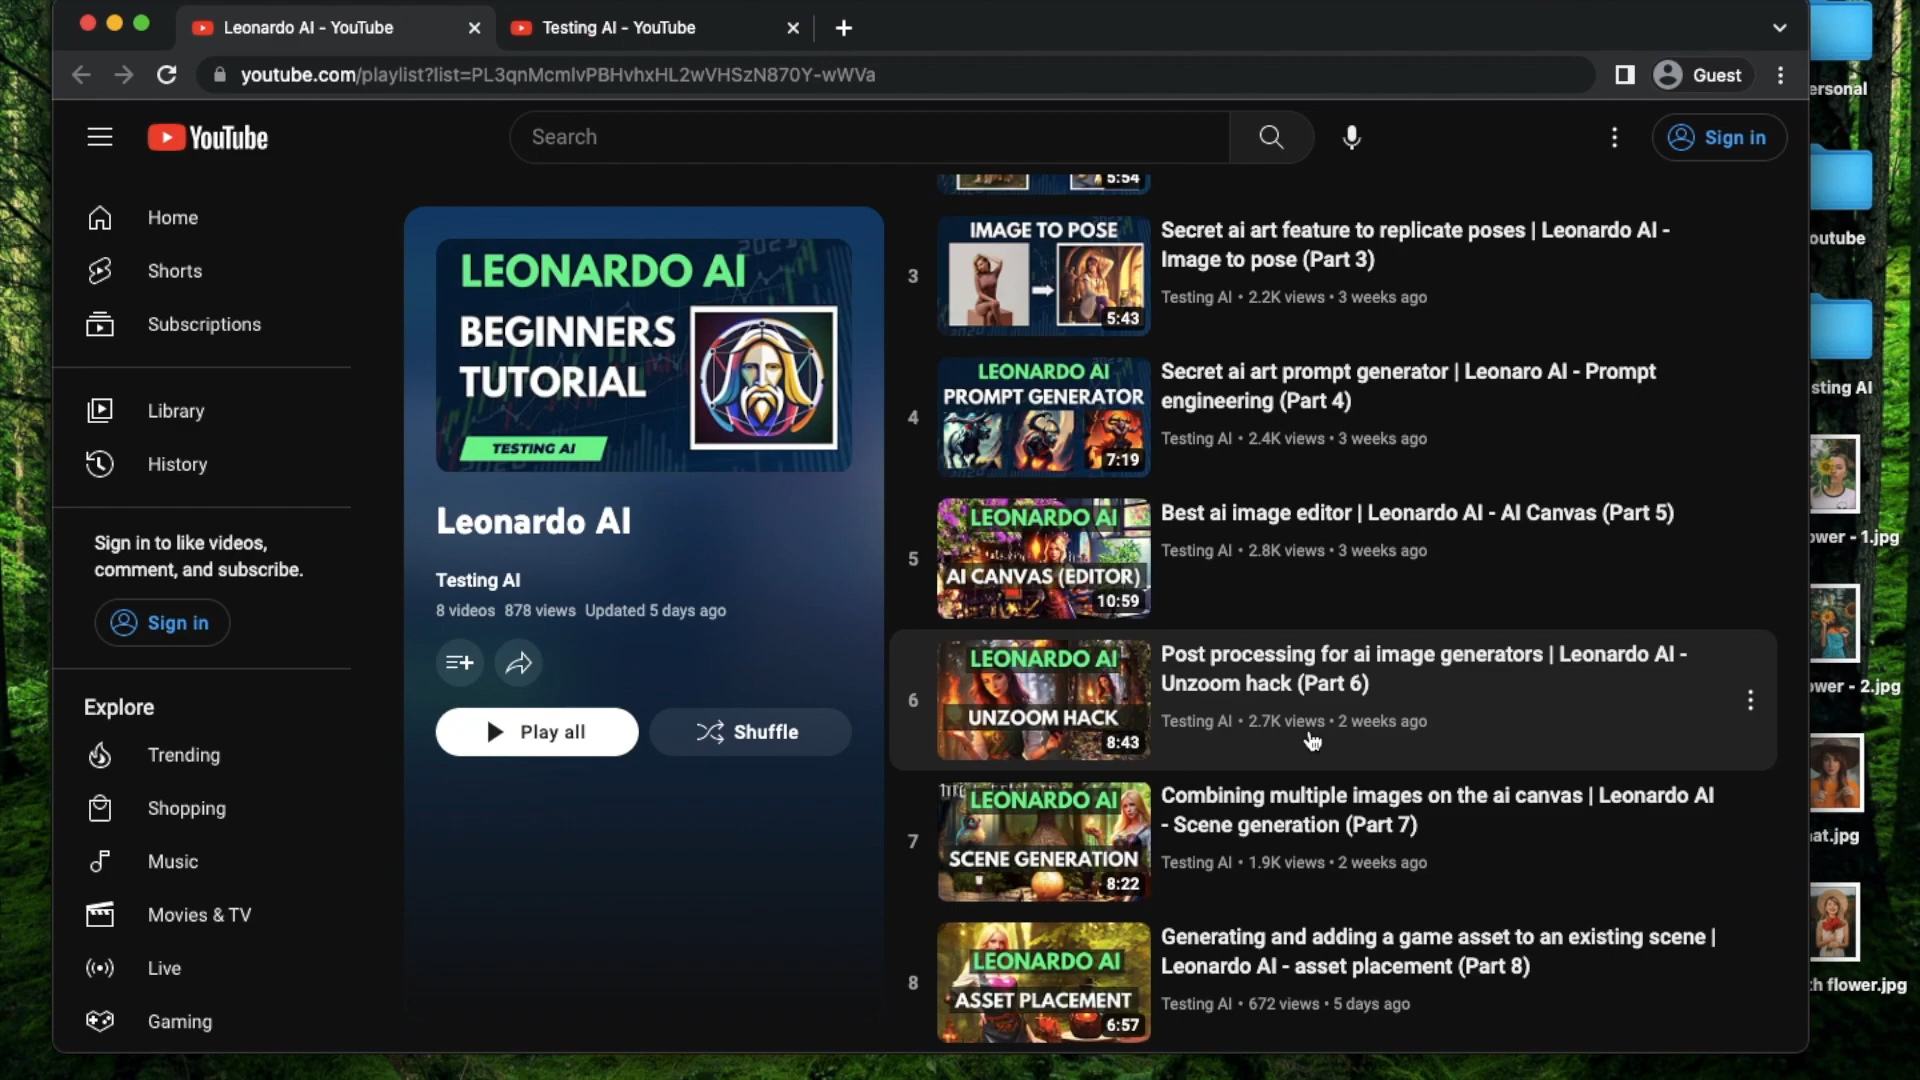 Leonardo AI - YouTube
Testing AI - YouTube
youtube.com/playlist?list=PL3qnMcmlvPBHvhxHL2wVHSzN870Y-wWVa
Guest
YouTube
Search
Sign in
Home
Shorts
Subscriptions
Library
History
Sign in to like videos,
comment, and subscribe.
Sign in
Explore
Trending
Shopping
Music
Movies & TV
Live
Gaming
LEONARDO AI
BEGINNERS
TUTORIAL
TESTING AI
Leonardo AI
Testing AI
8 videos 878 views Updated 5 days ago
Play all
Shuffle
5:54
3
IMAGE TO POSE
5:43
Secret ai art feature to replicate poses | Leonardo AI -
Image to pose (Part 3)
Testing AI • 2.2K views • 3 weeks ago
4
LEONARDO AI
PROMPT GENERATOR
7:19
Secret ai art prompt generator | Leonaro AI - Prompt
engineering (Part 4)
Testing AI • 2.4K views • 3 weeks ago
5
LEONARDO AI
AI CANVAS (EDITOR)
10:59
Best ai image editor | Leonardo AI - AI Canvas (Part 5)
Testing AI • 2.8K views • 3 weeks ago
6
LEONARDO AI
UNZOOM HACK
8:43
Post processing for ai image generators | Leonardo AI -
Unzoom hack (Part 6)
Testing AI • 2.7K views • 2 weeks ago
7
LEONARDO AI
SCENE GENERATION
8:22
Combining multiple images on the ai canvas | Leonardo AI
- Scene generation (Part 7)
Testing AI • 1.9K views • 2 weeks ago
8
LEONARDO AI
ASSET PLACEMENT
6:57
Generating and adding a game asset to an existing scene |
Leonardo AI - asset placement (Part 8)
Testing AI • 672 views • 5 days ago
ersonal
outube
sting AI
ower - 1.jpg
ower - 2.jpg
at.jpg
h flower.jpg